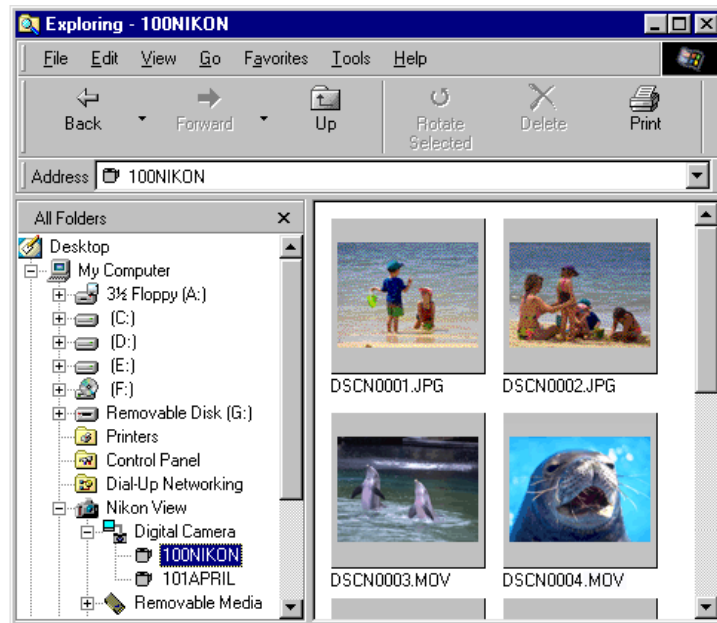 Exploring - 100NIKON
File Edit View Go Favorites Tools Help
Back Forward Up Rotate Selected Delete Print
Address 100NIKON
All Folders
Desktop
My Computer
3½ Floppy (A:)
(C:)
(D:)
(E:)
(F:)
Removable Disk (G:)
Printers
Control Panel
Dial-Up Networking
Nikon View
Digital Camera
100NIKON
101APRIL
Removable Media
DSCN0001.JPG DSCN0002.JPG
DSCN0003.MOV DSCN0004.MOV